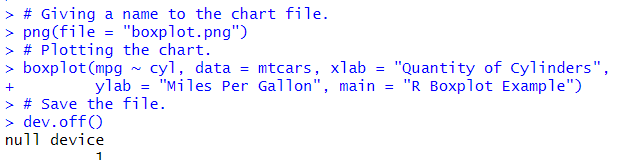 > # Giving a name to the chart file.
> png(file = "boxplot.png")
> # Plotting the chart.
> boxplot(mpg ~ cyl, data = mtcars, xlab = "Quantity of Cylinders",
+         ylab = "Miles Per Gallon", main = "R Boxplot Example")
> # Save the file.
> dev.off()
null device
          1